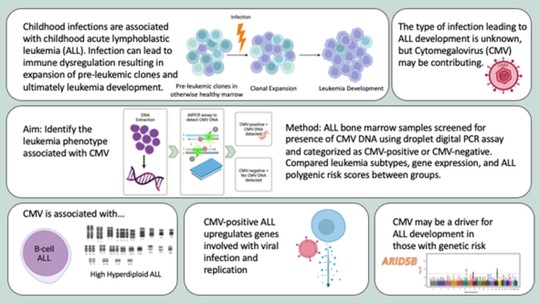 Childhood infections are associated
with childhood acute lymphoblastic
leukemia (ALL). Infection can lead to
immune dysregulation resulting in
expansion of pre-leukemic clones and
ultimately leukemia development.
Infection
Pre-leukemic clones in
otherwise healthy marrow
Clonal Expansion
Leukemia Development
The type of infection leading to
ALL development is unknown,
but Cytomegalovirus (CMV)
may be contributing.
Aim: Identify the
leukemia phenotype
associated with CMV
DNA
Extraction
ddPCR assay to
detect CMV DNA
CMV-positive =
CMV DNA
detected
CMV-negative =
No CMV DNA
detected
Method: ALL bone marrow samples screened for
presence of CMV DNA using droplet digital PCR assay
and categorized as CMV-positive or CMV-negative.
Compared leukemia subtypes, gene expression, and ALL
polygenic risk scores between groups.
CMV is associated with...
B-cell
ALL
High Hyperdiploid ALL
CMV-positive ALL
upregulates genes
involved with viral
infection and
replication
CMV may be a driver for
ALL development in
those with genetic risk
ARID5B